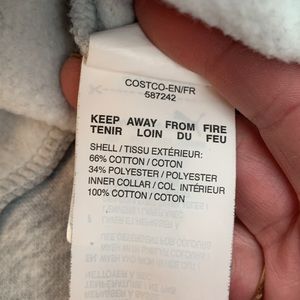 COSTCO-EN/FR
587242
KEEP AWAY FROM FIRE
TENIR LOIN DU FEU
SHELL / TISSU EXTÉRIEUR:
66% COTTON / COTON
34% POLYESTER / POLYESTER
INNER COLLAR / COL INTÉRIEUR
100% COTTON / COTON